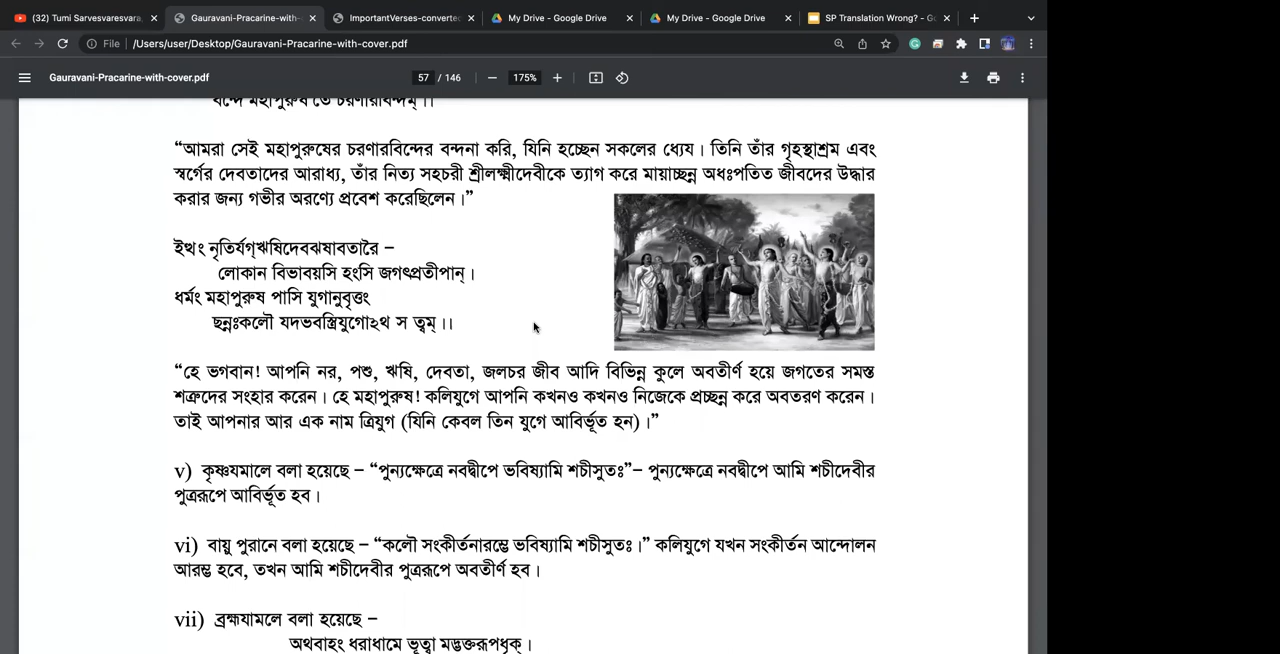 (32) Tumi Sarvesvaresvara,
Gauravani-Pracarine-with-
ImportantVerses-converted
My Drive - Google Drive
My Drive - Google Drive
SP Translation Wrong? - Go
File
/Users/user/Desktop/Gauravani-Pracarine-with-cover.pdf
Gauravani-Pracarine-with-cover.pdf
57 / 146
175%
বন্দে মহাপুরুষ তে চরণারবিন্দম্।।
“আমরা সেই মহাপুরুষের চরণারবিন্দের বন্দনা করি, যিনি হচ্ছেন সকলের ধ্যেয। তিনি তাঁর গৃহস্থাশ্রম এবং
স্বর্গের দেবতাদের আরাধ্য, তাঁর নিত্য সহচরী শ্রীলক্ষ্মীদেবীকে ত্যাগ করে মায়াচ্ছন্ন অধঃপতিত জীবদের উদ্ধার
করার জন্য গভীর অরণ্যে প্রবেশ করেছিলেন।”
ইত্থং নৃতির্যগ্ঋষিদেবঝষাবতারৈ –
লোকান বিভাবয়সি হংসি জগৎপ্রতীপান্।
ধর্মং মহাপুরুষ পাসি যুগানুবৃত্তং
ছন্নঃকলৌ যদভবস্ত্রিযুগোঽথ স ত্বম্।।
“হে ভগবান! আপনি নর, পশু, ঋষি, দেবতা, জলচর জীব আদি বিভিন্ন কুলে অবতীর্ণ হয়ে জগতের সমস্ত
শত্রুদের সংহার করেন। হে মহাপুরুষ! কলিযুগে আপনি কখনও কখনও নিজেকে প্রচ্ছন্ন করে অবতরণ করেন।
তাই আপনার আর এক নাম ত্রিযুগ (যিনি কেবল তিন যুগে আবির্ভূত হন)।”
v) কৃষ্ণযমালে বলা হয়েছে – “পুন্যক্ষেত্রে নবদ্বীপে ভবিষ্যামি শচীসুতঃ”– পুন্যক্ষেত্রে নবদ্বীপে আমি শচীদেবীর
পুত্ররূপে আবির্ভূত হব।
vi) বায়ু পুরানে বলা হয়েছে – “কলৌ সংকীর্তনারম্ভে ভবিষ্যামি শচীসুতঃ।” কলিযুগে যখন সংকীর্তন আন্দোলন
আরম্ভ হবে, তখন আমি শচীদেবীর পুত্ররূপে অবতীর্ণ হব।
vii) ব্রহ্মযামলে বলা হয়েছে –
অথবাহং ধরাধামে ভূত্বা মদ্ভক্তরূপধৃক্।